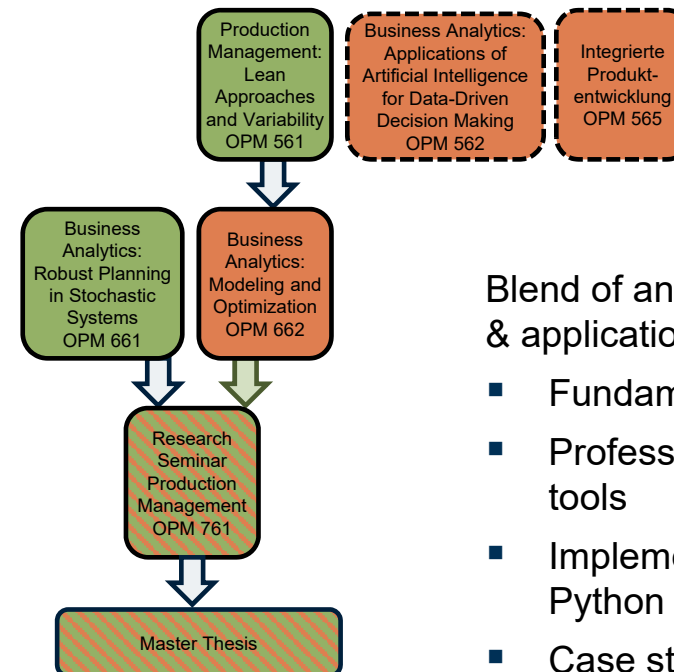 Production
Management:
Lean
Approaches
and Variability
OPM 561
Business Analytics:
Applications of
Artificial Intelligence
for Data-Driven
Decision Making
OPM 562
Integrierte
Produkt-
entwicklung
OPM 565
Business
Analytics:
Robust Planning
in Stochastic
Systems
OPM 661
Business
Analytics:
Modeling and
Optimization
OPM 662
Research
Seminar
Production
Management
OPM 761
Master Thesis
Blend of an
& applicatio
Fundam
Profess
tools
Impleme
Python
Case st